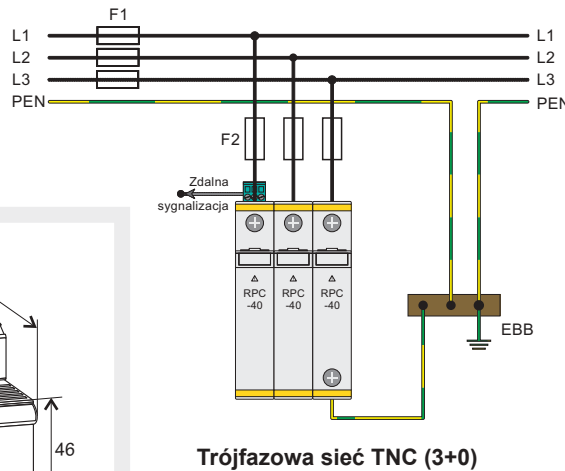 F1
L1 L1
L2 L2
L3 L3
PEN PEN
F2
Zdalna
sygnalizacja
RPC RPC RPC
-40 -40 -40
EBB
46
Trójfazowa sieć TNC (3+0)